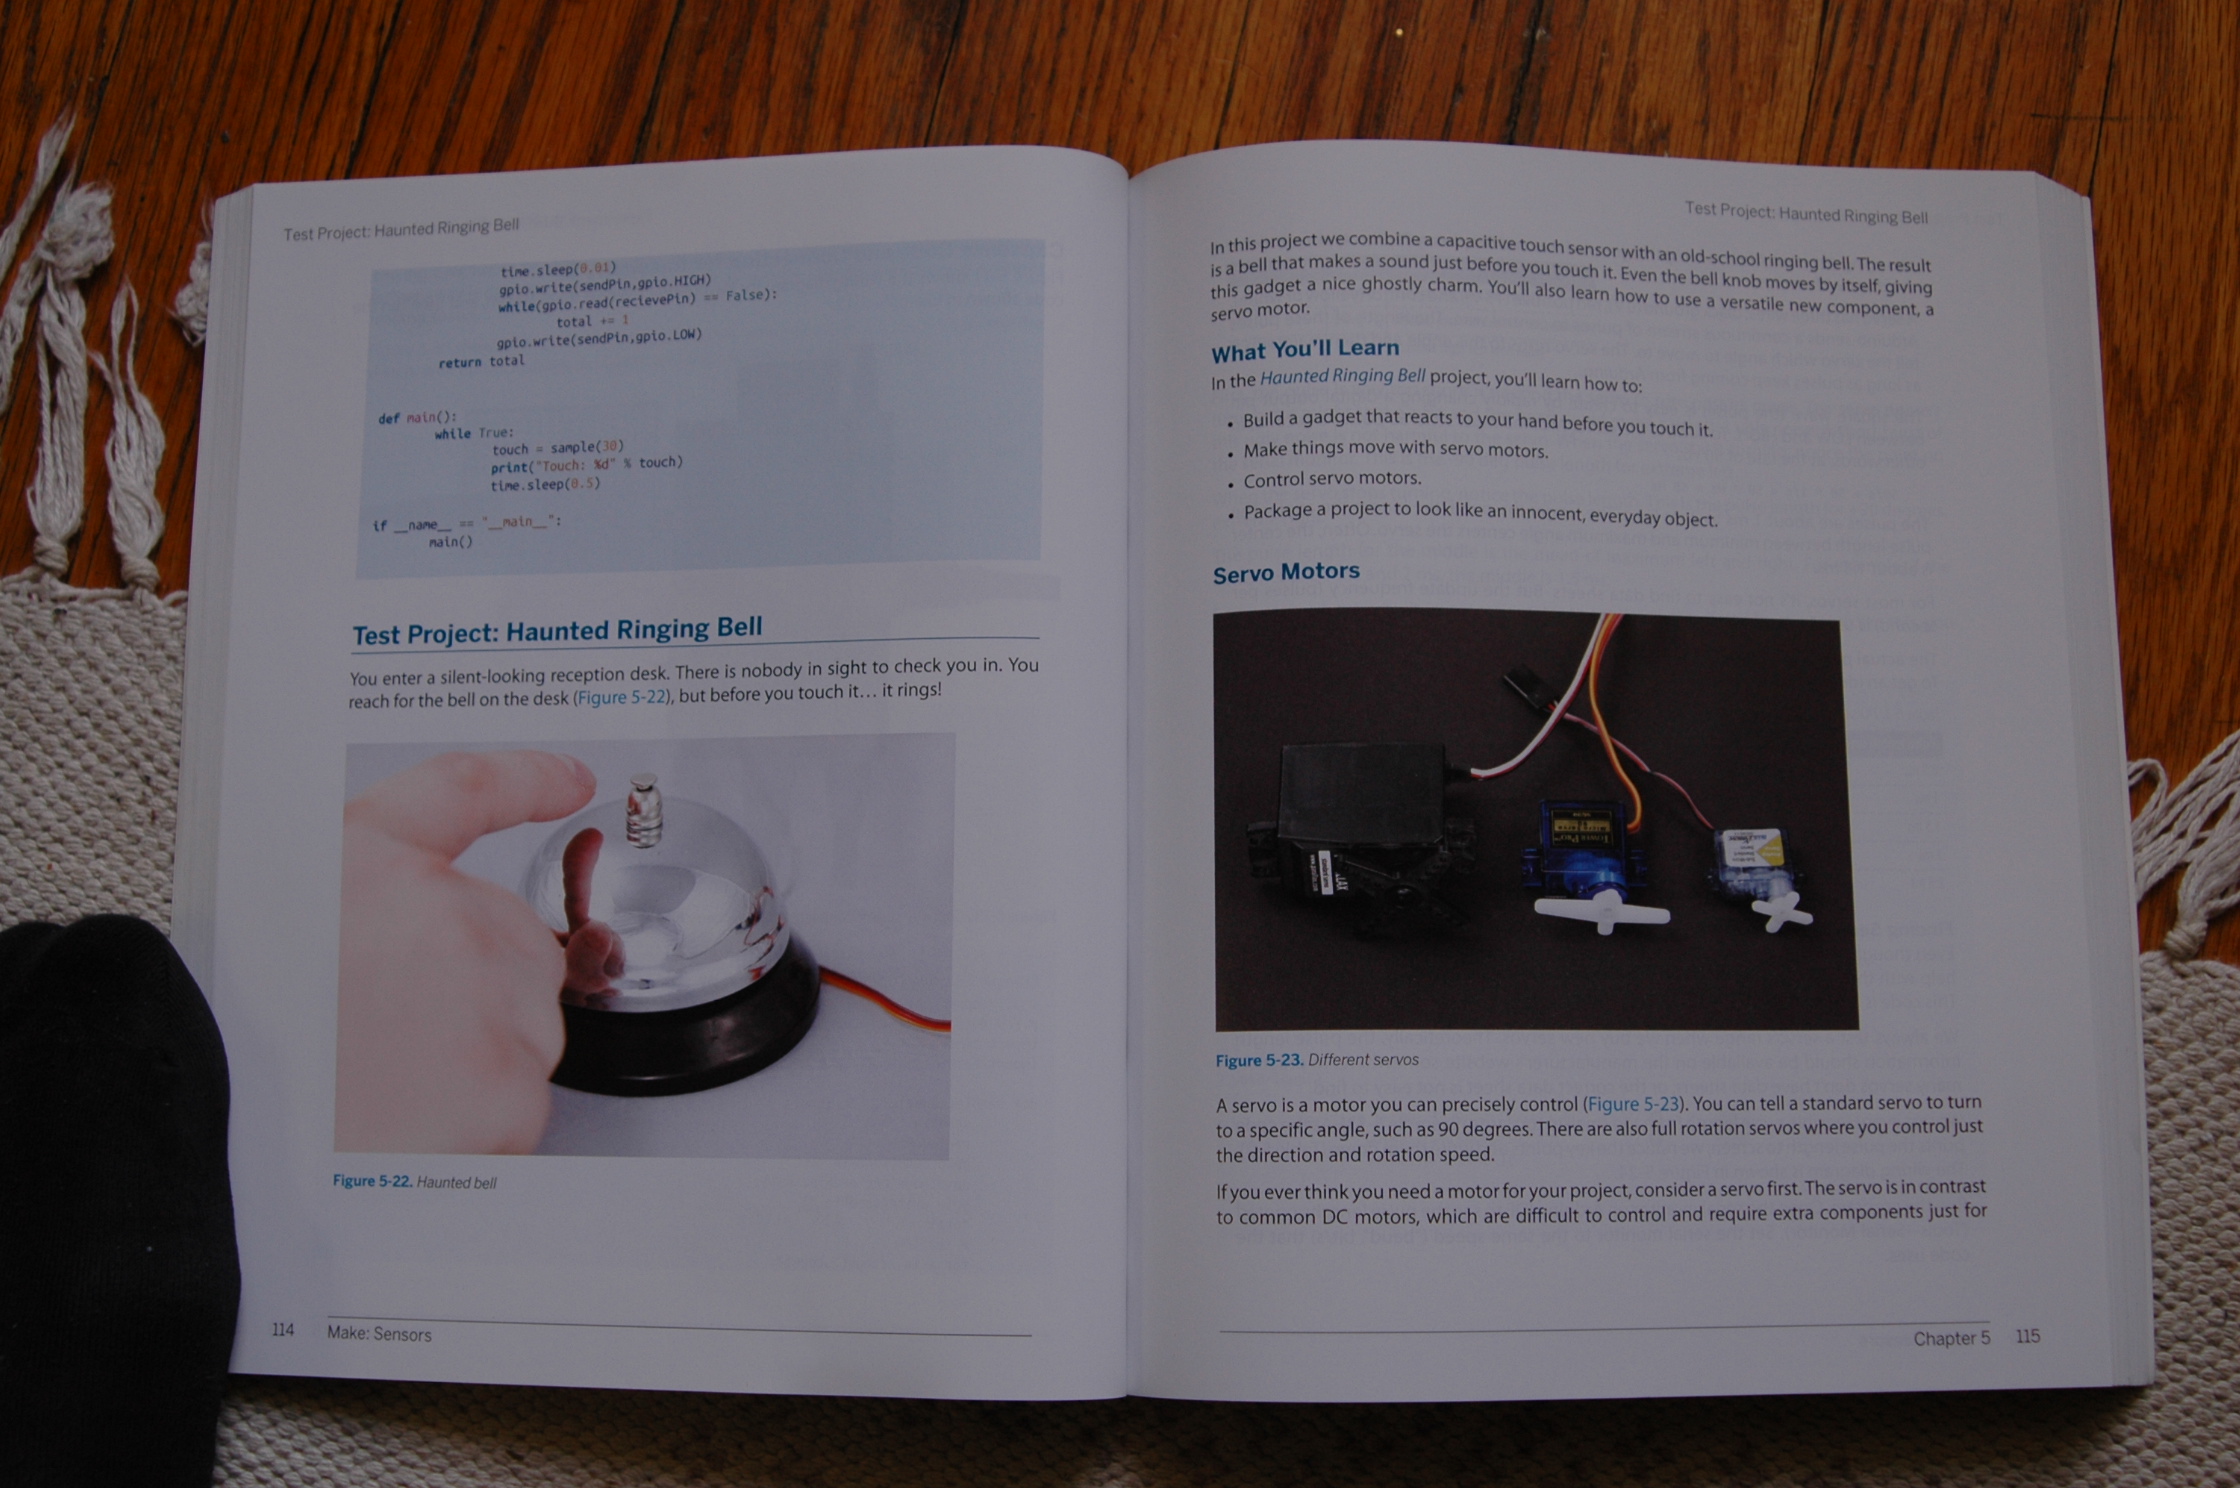 Test Project: Haunted Ringing Bell
time.sleep(0.01)
gpio.write(sendPin,gpio.HIGH)
while(gpio.read(recievePin) == False):
total += 1
gpio.write(sendPin,gpio.LOW)
return total
def main():
while True:
touch = sample(30)
print("Touch: %d" % touch)
time.sleep(0.5)
if __name__ == "__main__":
main()
Test Project: Haunted Ringing Bell
You enter a silent-looking reception desk. There is nobody in sight to check you in. You
reach for the bell on the desk (Figure 5-22), but before you touch it… it rings!
Figure 5-22. Haunted bell
114 Make: Sensors
Test Project: Haunted Ringing Bell
In this project we combine a capacitive touch sensor with an old-school ringing bell. The result
is a bell that makes a sound just before you touch it. Even the bell knob moves by itself, giving
this gadget a nice ghostly charm. You'll also learn how to use a versatile new component, a
servo motor.
What You'll Learn
In the Haunted Ringing Bell project, you'll learn how to:
• Build a gadget that reacts to your hand before you touch it.
• Make things move with servo motors.
• Control servo motors.
• Package a project to look like an innocent, everyday object.
Servo Motors
standard servo
www.parallax.com
Figure 5-23. Different servos
A servo is a motor you can precisely control (Figure 5-23). You can tell a standard servo to turn
to a specific angle, such as 90 degrees. There are also full rotation servos where you control just
the direction and rotation speed.
If you ever think you need a motor for your project, consider a servo first. The servo is in contrast
to common DC motors, which are difficult to control and require extra components just for
Chapter 5 115